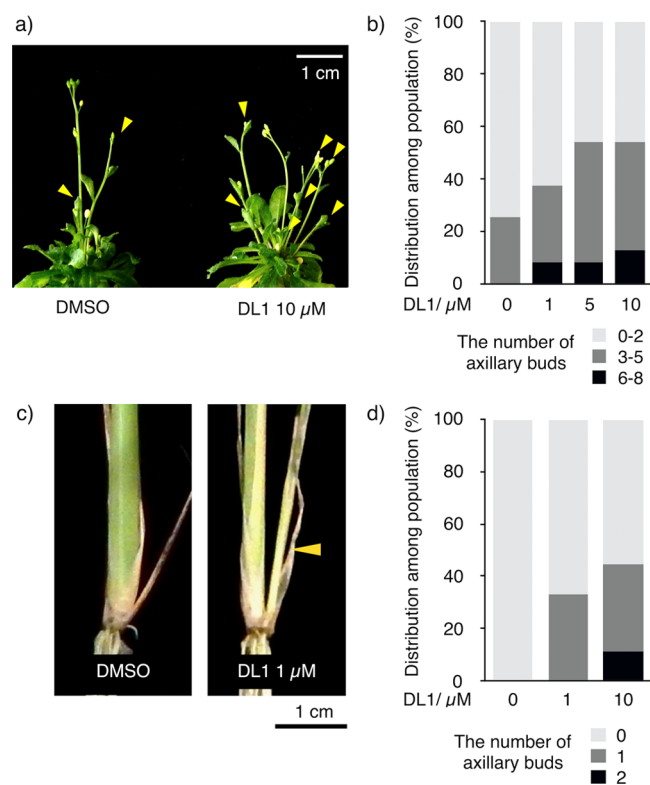 a)
1 cm
DMSO
DL1 10 µM
b)
Distribution among population (%)
100
80
60
40
20
0
DL1/ µM
0
1
5
10
The number of
axillary buds
0-2
3-5
6-8
c)
DMSO
DL1 1 µM
1 cm
d)
Distribution among population (%)
100
80
60
40
20
0
DL1/ µM
0
1
10
The number of
axillary buds
0
1
2